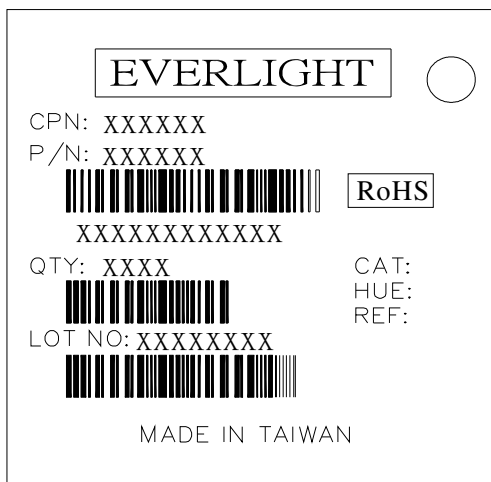 EVERLIGHT
CPN: XXXXXX
P/N: XXXXXX
RoHS
XXXXXXXXXXXX
QTY: XXXX
CAT:
HUE:
REF:
LOT NO: XXXXXXXX
MADE IN TAIWAN